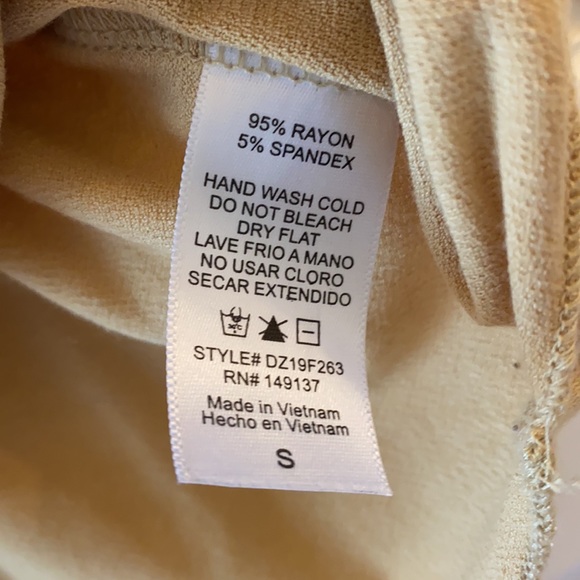 95% RAYON
5% SPANDEX
HAND WASH COLD
DO NOT BLEACH
DRY FLAT
LAVE FRIO A MANO
NO USAR CLORO
SECAR EXTENDIDO
STYLE# DZ19F263
RN# 149137
Made in Vietnam
Hecho en Vietnam
S